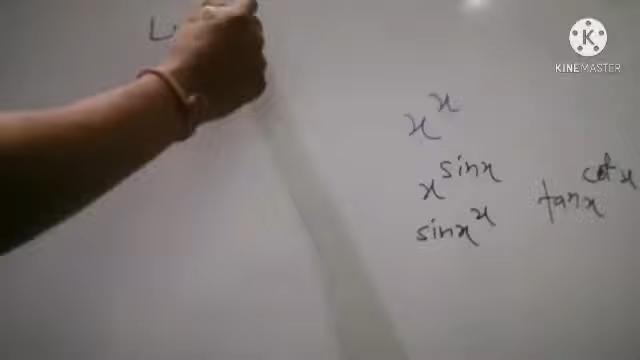 L
KINEMASTER
x^x
x^sinx
sinx^x
tanx^cotx